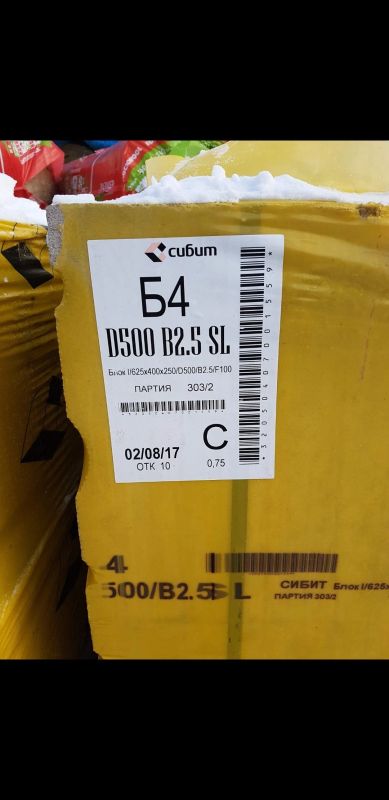 сибит
Б4
D500 B2.5 SL
Блок I/625x400x250/D500/B2.5/F100
ПАРТИЯ 303/2
02/08/17
ОТК. 10
С
0,75
4
500/B2.5 L
СИБИТ Блок I/625x
ПАРТИЯ 303/2